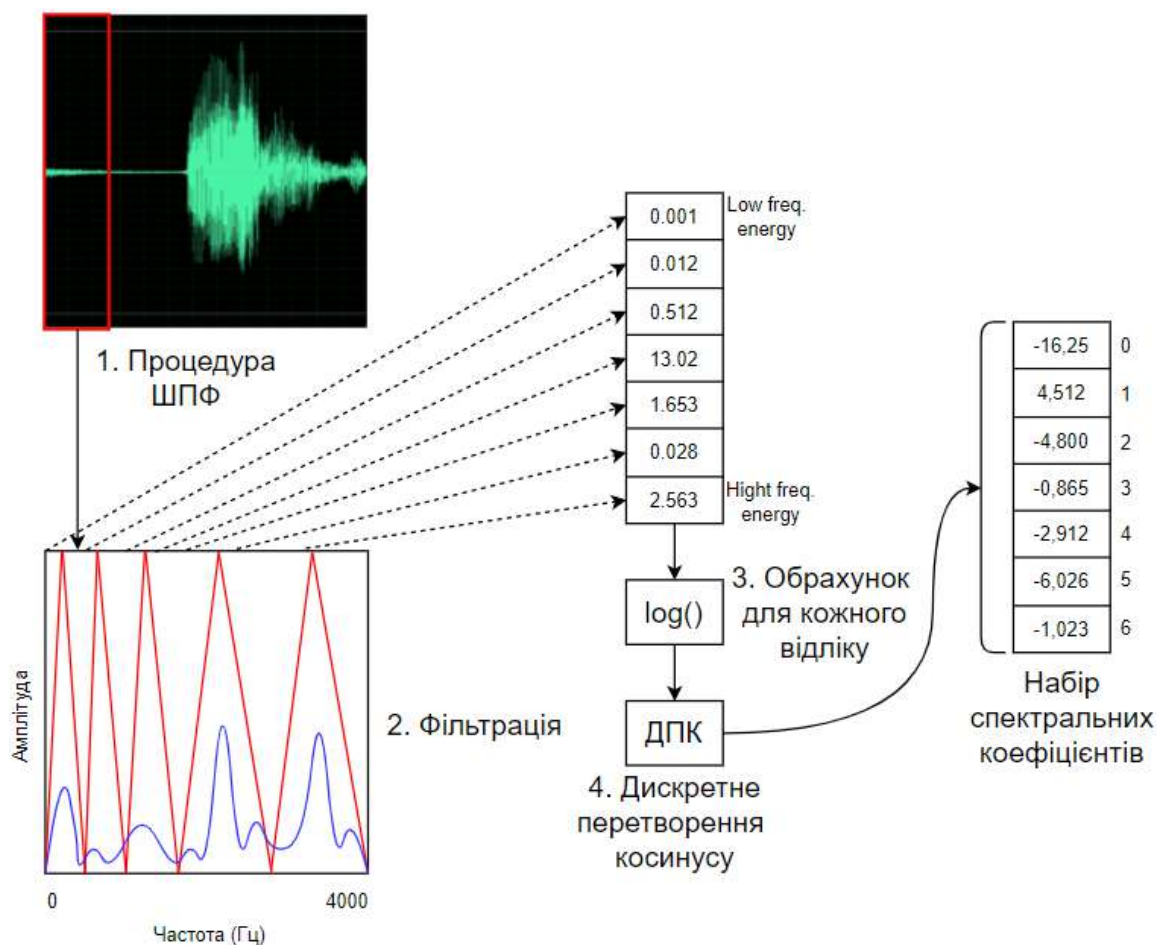 1. Процедура
ШПФ
0.001
0.012
0.512
13.02
1.653
0.028
2.563
Low freq.
energy
Hight freq.
energy
log()
3. Обрахунок
для кожного
відліку
ДПК
4. Дискретне
перетворення
косинусу
2. Фільтрація
Амплітуда
0
4000
Частота (Гц)
-16,25
0
4,512
1
-4,800
2
-0,865
3
-2,912
4
-6,026
5
-1,023
6
Набір
спектральних
коефіцієнтів